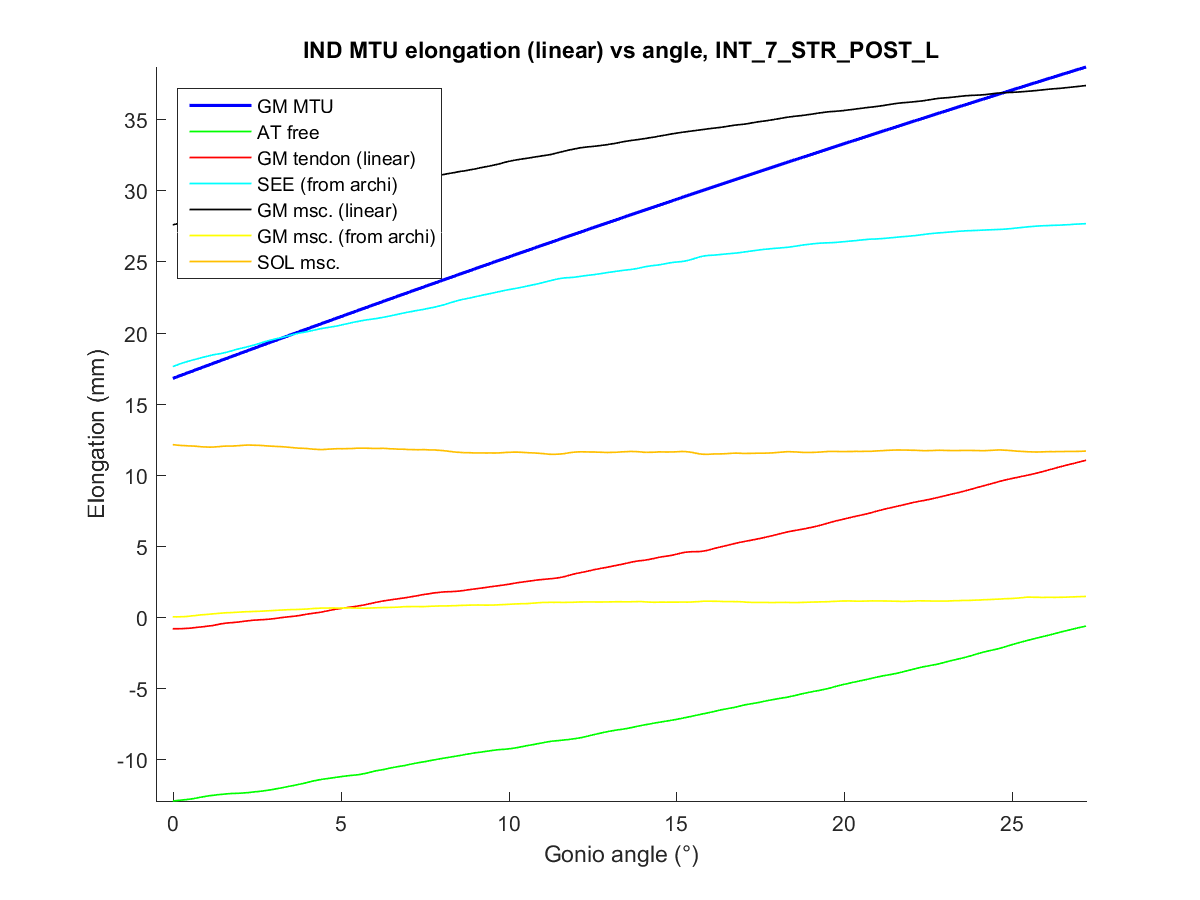 IND MTU elongation (linear) vs angle, INT_7_STR_POST_L
GM MTU
AT free
GM tendon (linear)
SEE (from archi)
GM msc. (linear)
GM msc. (from archi)
SOL msc.
35
30
25
20
15
10
5
0
-5
-10
Elongation (mm)
0 5 10 15 20 25
Gonio angle (°)